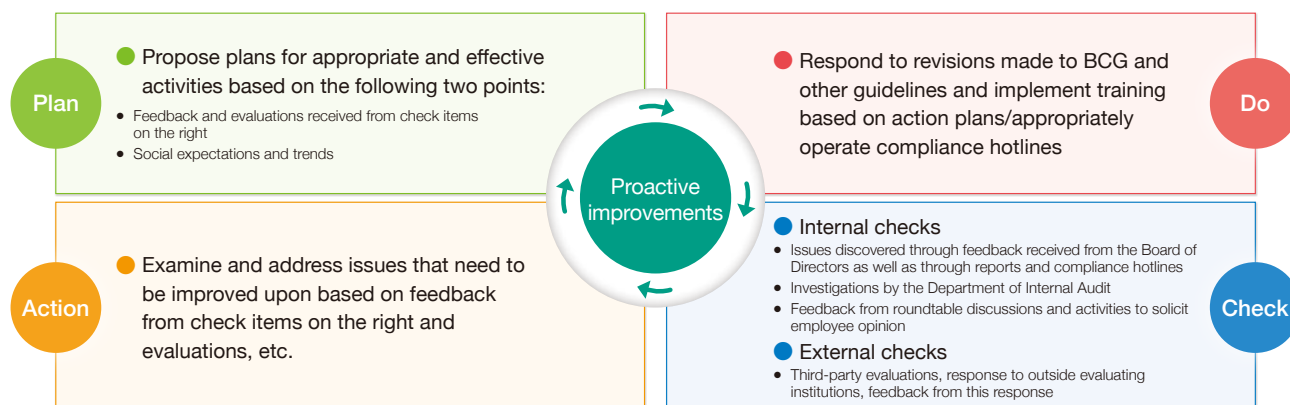 Plan
● Propose plans for appropriate and effective
activities based on the following two points:
• Feedback and evaluations received from check items
on the right
• Social expectations and trends
Do
● Respond to revisions made to BCG and
other guidelines and implement training
based on action plans/appropriately
operate compliance hotlines
Proactive
improvements
Action
● Examine and address issues that need to
be improved upon based on feedback
from check items on the right and
evaluations, etc.
Check
● Internal checks
• Issues discovered through feedback received from the Board of
Directors as well as through reports and compliance hotlines
• Investigations by the Department of Internal Audit
• Feedback from roundtable discussions and activities to solicit
employee opinion
● External checks
• Third-party evaluations, response to outside evaluating
institutions, feedback from this response